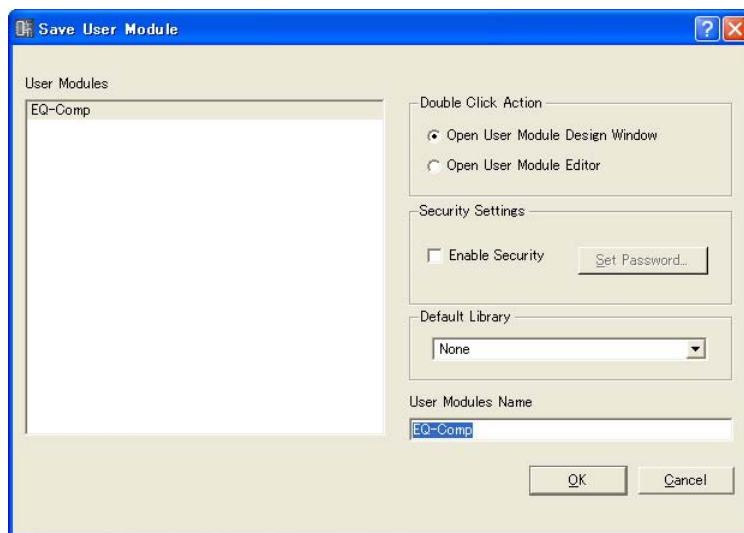 Save User Module
User Modules
EQ-Comp
Double Click Action
Open User Module Design Window
Open User Module Editor
Security Settings
Enable Security
Set Password...
Default Library
None
User Modules Name
EQ-Comp
OK
Cancel